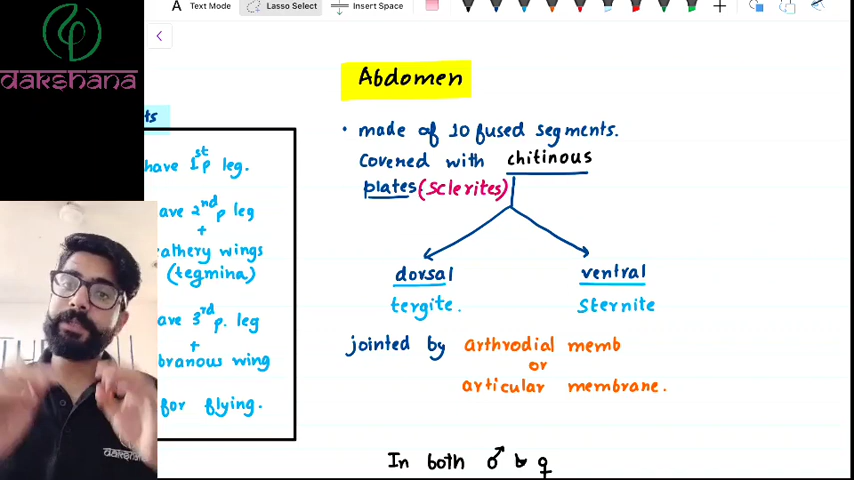 Text Mode
Lasso Select
Insert Space
dakshana
ts
have 1st p leg.
ave 2nd p leg
+
athery wings
(tegmina)
ave 3rd p. leg
+
branous wing
for flying.
Abdomen
• made of 10 fused segments.
Covered with chitinous
plates (sclerites)
dorsal
ventral
tergite.
Sternite
jointed by arthrodial memb
or
articular membrane.
In both ♂ & ♀
dakshana